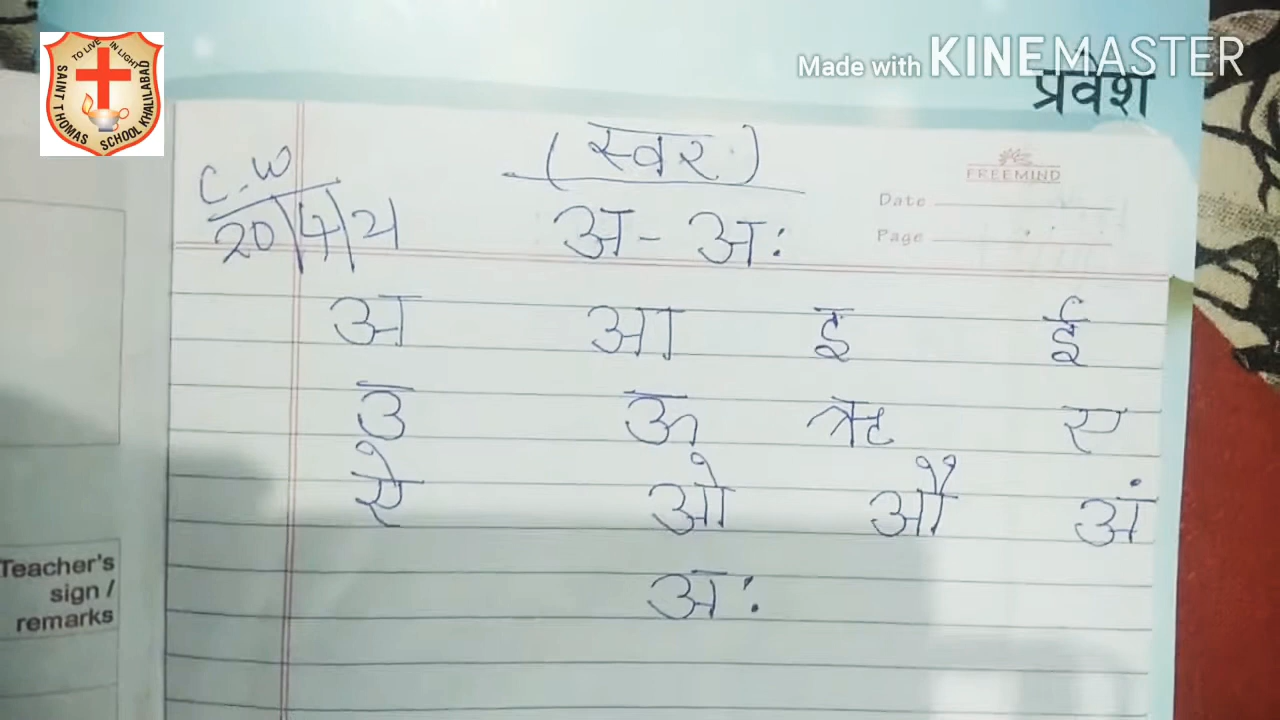 TO LIVE IN LIGHT
SAINT THOMAS SCHOOL KHALILABAD
Made with KINEMASTER
प्रवेश
(स्वर)
C.W
20|4|21
अ - अः
FREEMIND
Date
Page
अ आ इ ई
उ ऊ ऋ ए
ऐ ओ औ अं
अः
Teacher's
sign /
remarks